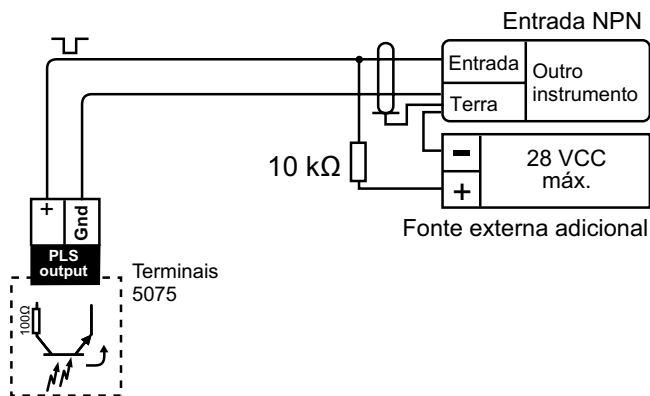 Entrada NPN
Entrada
Terra
Outro
instrumento
10 kΩ
28 VCC
máx.
Fonte externa adicional
+
Gnd
PLS
output
Terminais
5075
100Ω